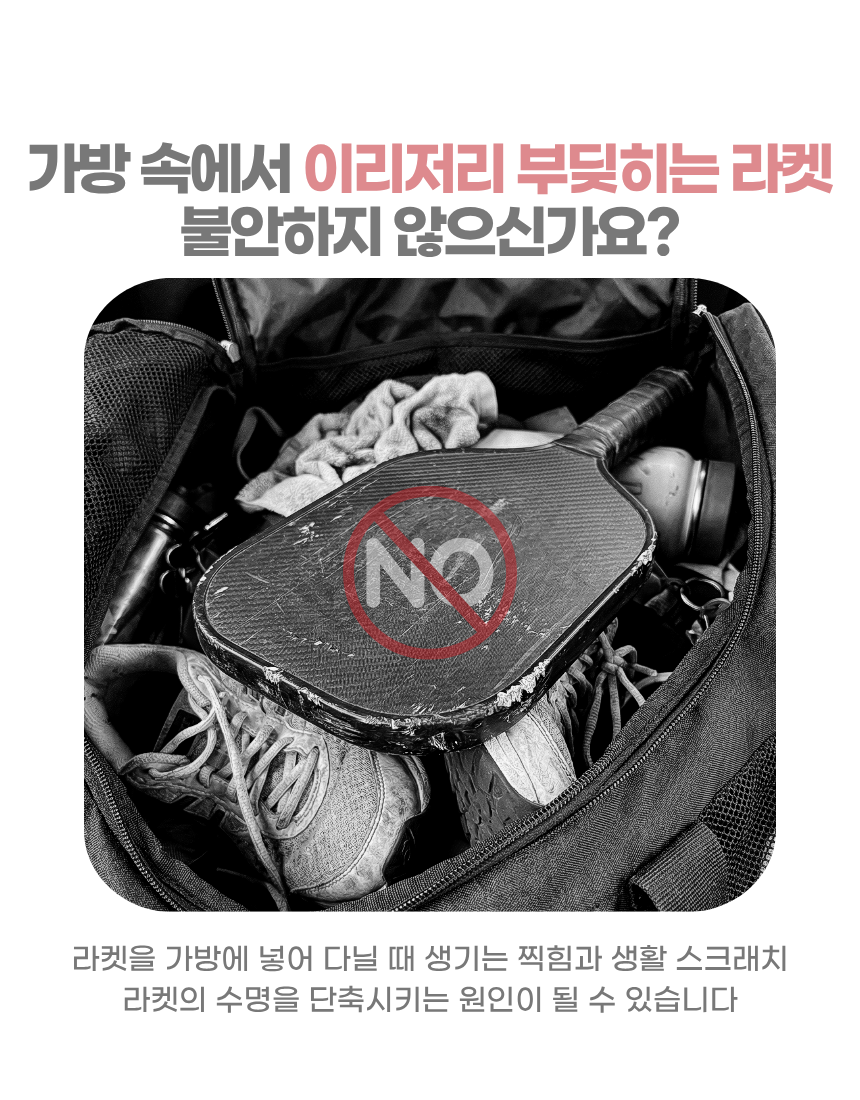 가방 속에서 이리저리 부딪히는 라켓
불안하지 않으신가요?
NO
라켓을 가방에 넣어 다닐 때 생기는 찍힘과 생활 스크래치
라켓의 수명을 단축시키는 원인이 될 수 있습니다